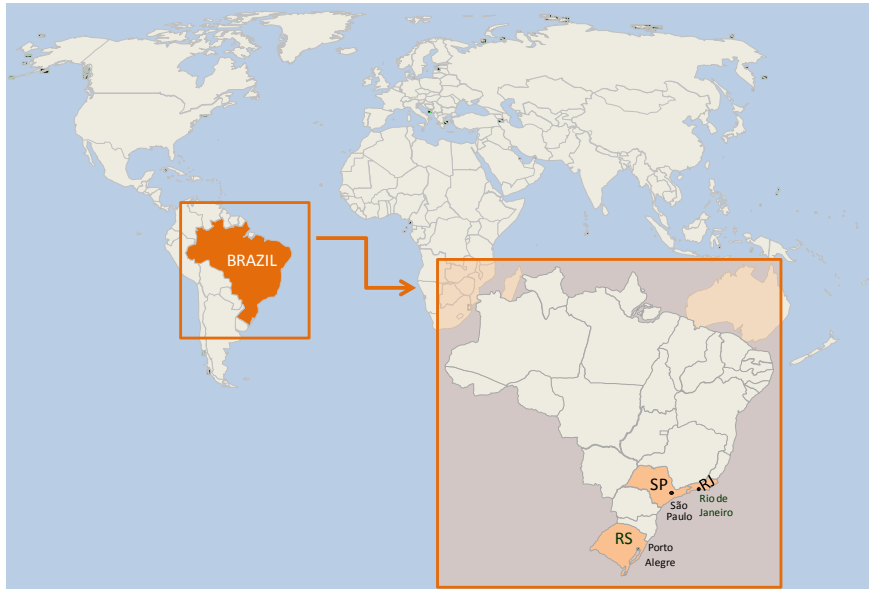 BRAZIL
SP
RJ
São
Paulo
Rio de
Janeiro
RS
Porto
Alegre